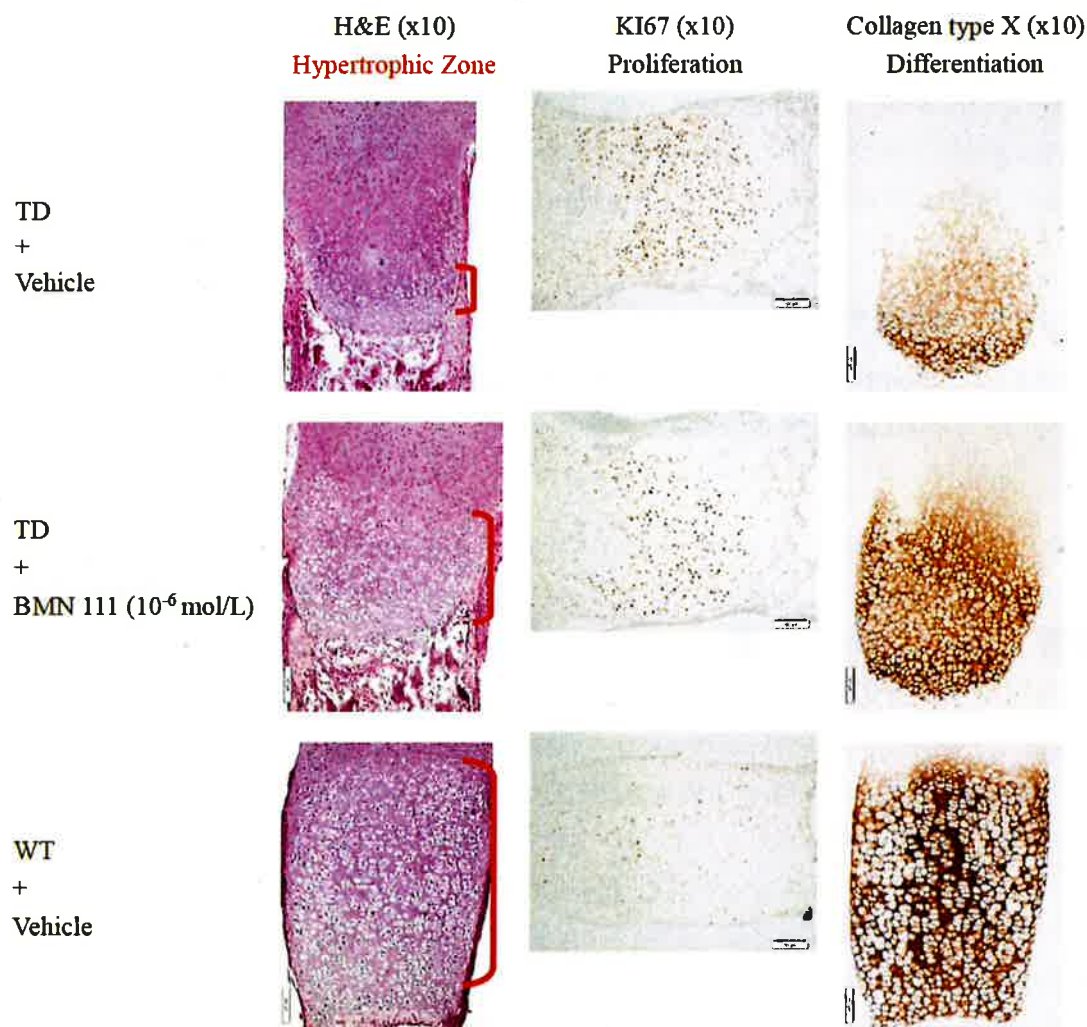 H&E (x10)
Hypertrophic Zone
KI67 (x10)
Proliferation
Collagen type X (x10)
Differentiation
TD
+
Vehicle
TD
+
BMN 111 (10⁻⁶ mol/L)
WT
+
Vehicle